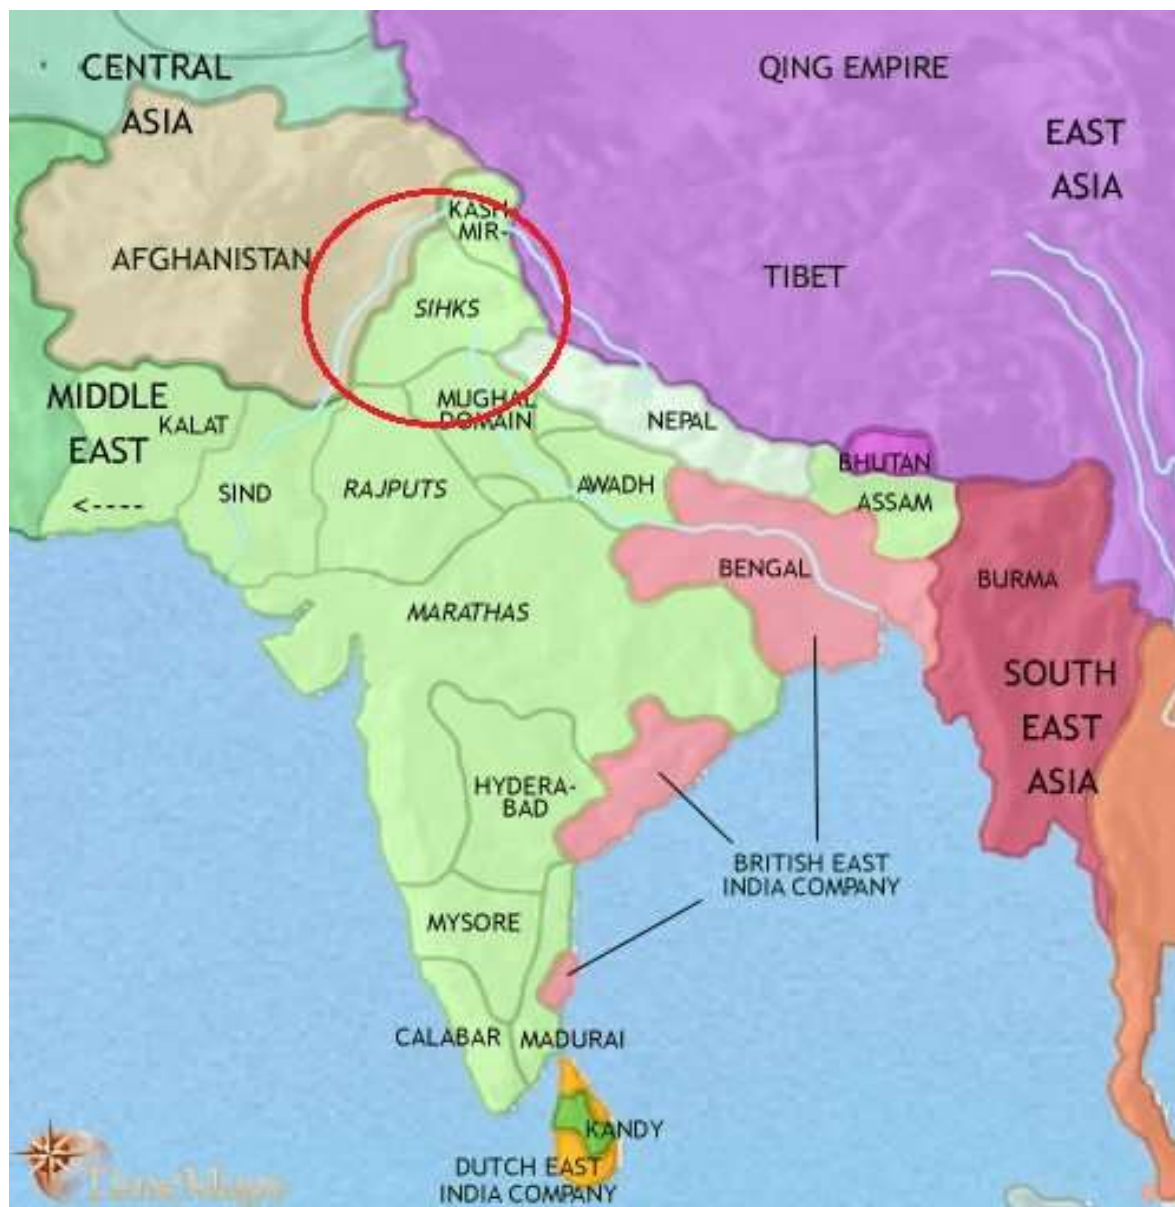 CENTRAL
ASIA
QING EMPIRE
EAST
ASIA
KASH
MIR-
AFGHANISTAN
TIBET
SIHKS
MIDDLE
EAST
<----
KALAT
MUGHAL
DOMAIN
NEPAL
SIND
RAJPUTS
AWADH
BHUTAN
ASSAM
BENGAL
BURMA
MARATHAS
SOUTH
EAST
ASIA
HYDERA-
BAD
BRITISH EAST
INDIA COMPANY
MYSORE
CALABAR
MADURAI
KANDY
DUTCH EAST
INDIA COMPANY
TimeMaps